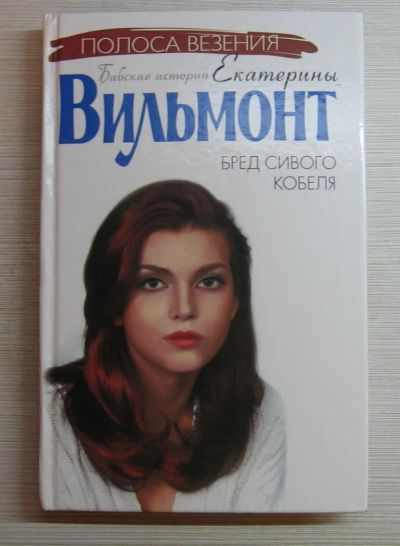 ПОЛОСА ВЕЗЕНИЯ
Бабские истории Екатерины
ВИЛЬМОНТ
БРЕД СИВОГО
КОБЕЛЯ